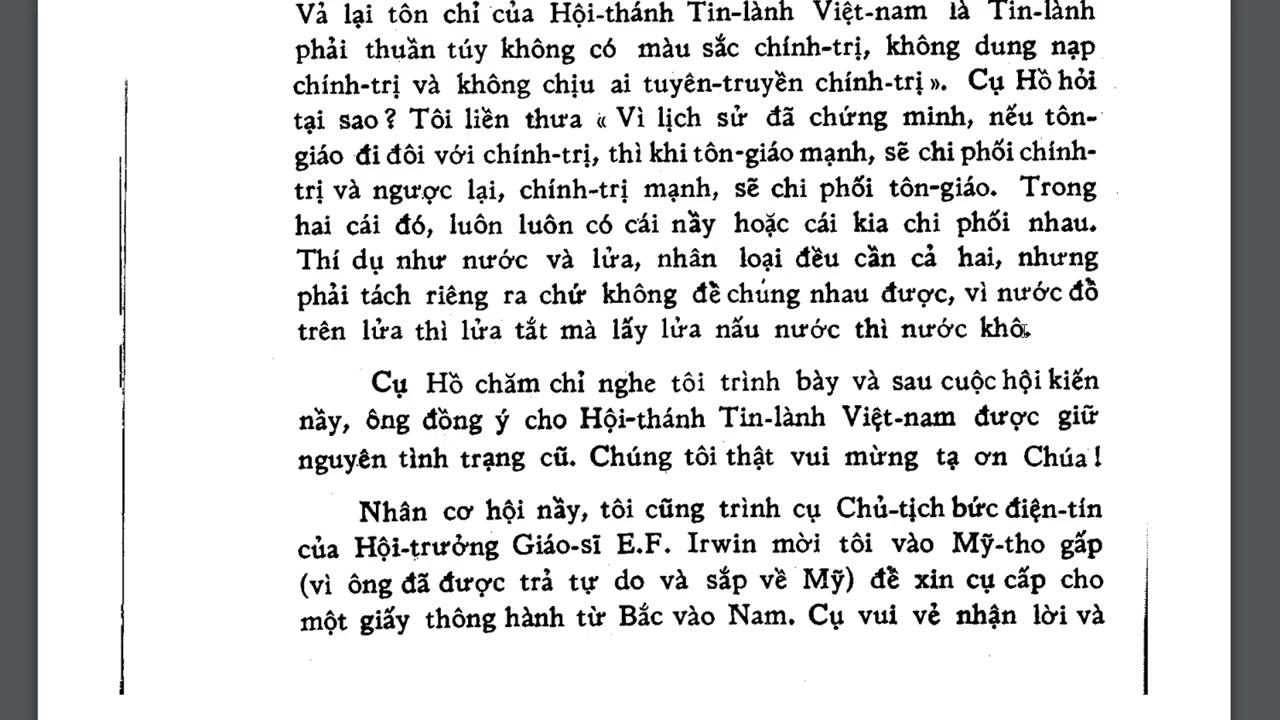 Vả lại tôn chỉ của Hội-thánh Tin-lành Việt-nam là Tin-lành
phải thuần túy không có màu sắc chính-trị, không dung nạp
chính-trị và không chịu ai tuyên-truyền chính-trị». Cụ Hồ hỏi
tại sao? Tôi liền thưa « Vì lịch sử đã chứng minh, nếu tôn-
giáo đi đôi với chính-trị, thì khi tôn-giáo mạnh, sẽ chi phối chính-
trị và ngược lại, chính-trị mạnh, sẽ chi phối tôn-giáo. Trong
hai cái đó, luôn luôn có cái nầy hoặc cái kia chi phối nhau.
Thí dụ như nước và lửa, nhân loại đều cần cả hai, nhưng
phải tách riêng ra chứ không để chúng nhau được, vì nước đổ
trên lửa thì lửa tắt mà lấy lửa nấu nước thì nước khô.
Cụ Hồ chăm chỉ nghe tôi trình bày và sau cuộc hội kiến
nầy, ông đồng ý cho Hội-thánh Tin-lành Việt-nam được giữ
nguyên tình trạng cũ. Chúng tôi thật vui mừng tạ ơn Chúa!
Nhân cơ hội nầy, tôi cũng trình cụ Chủ-tịch bức điện-tín
của Hội-trưởng Giáo-sĩ E.F. Irwin mời tôi vào Mỹ-tho gấp
(vì ông đã được trả tự do và sắp về Mỹ) để xin cụ cấp cho
một giấy thông hành từ Bắc vào Nam. Cụ vui vẻ nhận lời và